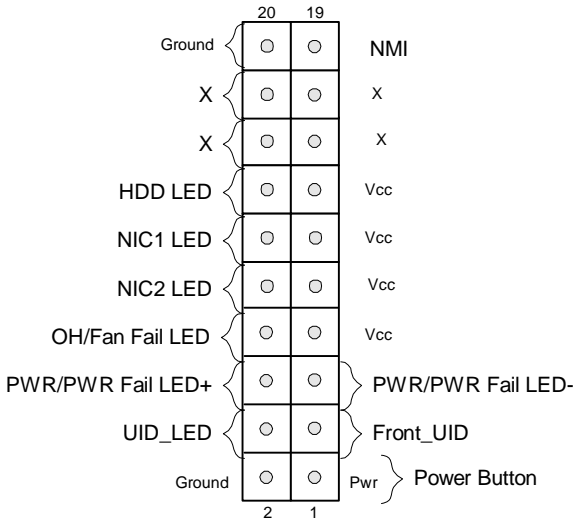 20 19
Ground NMI
X X
X X
HDD LED Vcc
NIC1 LED Vcc
NIC2 LED Vcc
OH/Fan Fail LED Vcc
PWR/PWR Fail LED+ PWR/PWR Fail LED-
UID_LED Front_UID
Ground Pwr Power Button
2 1